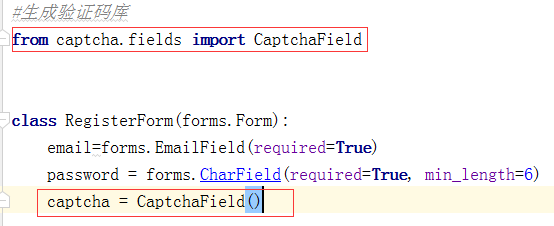 #生成验证码库
from captcha.fields import CaptchaField
class RegisterForm(forms.Form):
email=forms.EmailField(required=True)
password = forms.CharField(required=True, min_length=6)
captcha = CaptchaField()